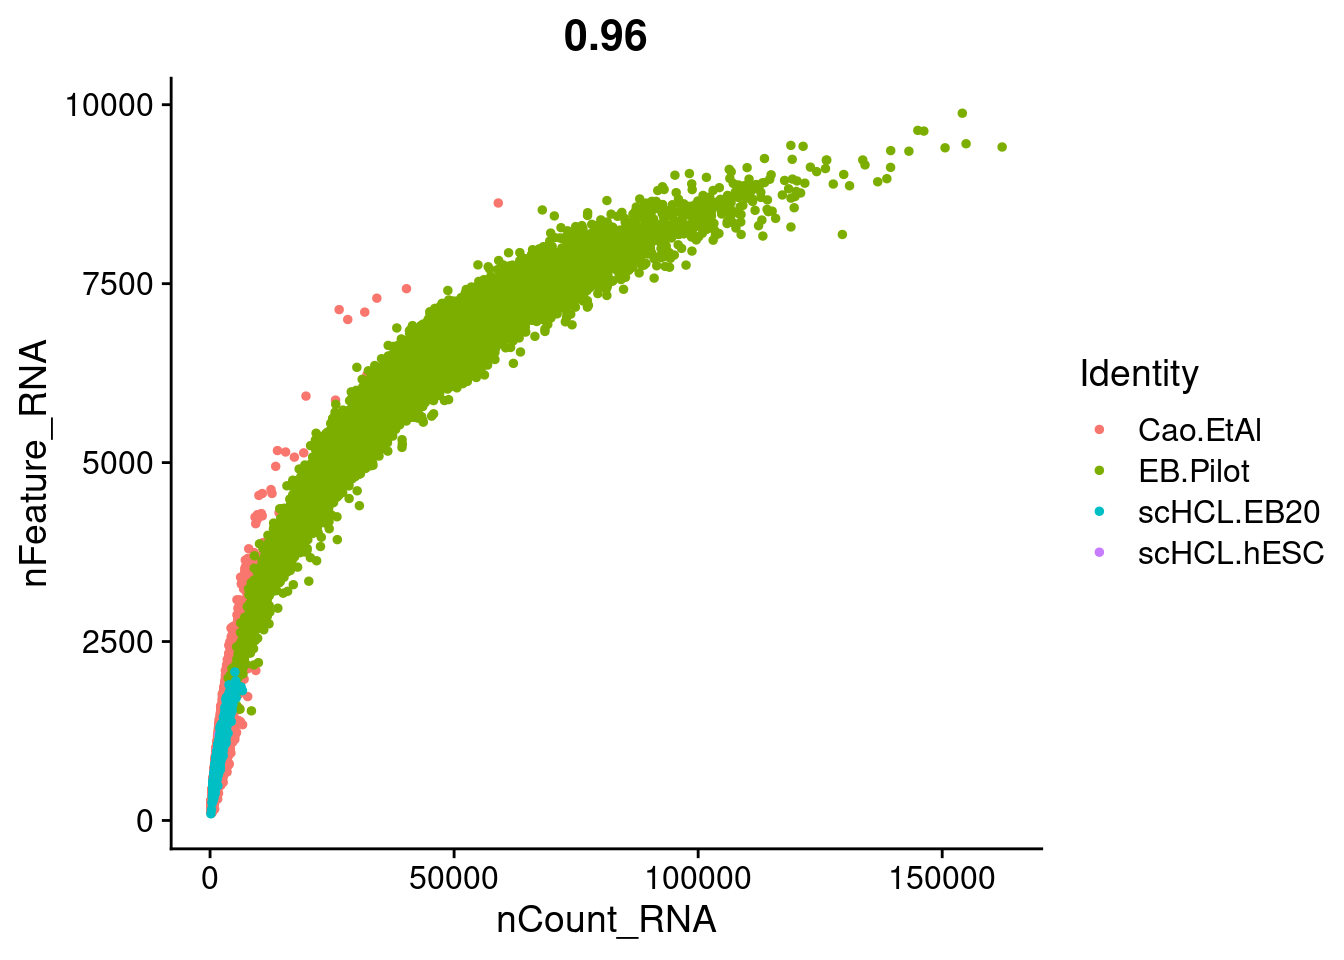 0.96
10000
7500
5000
2500
0
nFeature_RNA
0
50000
100000
150000
nCount_RNA
Identity
Cao.EtAl
EB.Pilot
scHCL.EB20
scHCL.hESC